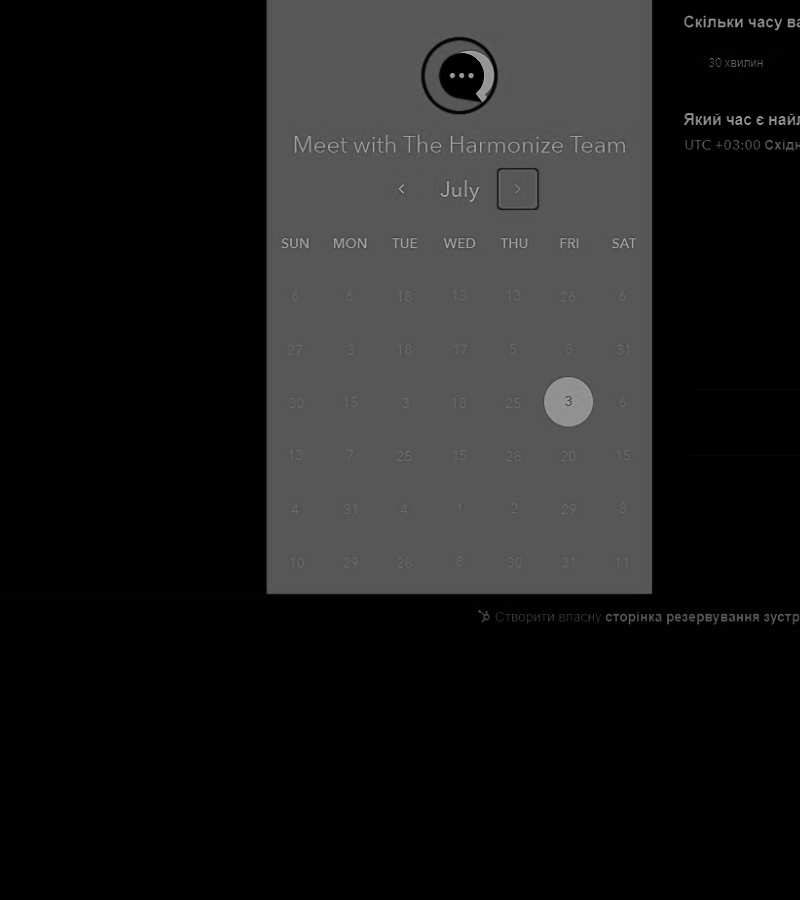 Meet with The Harmonize Team
July
SUN MON TUE WED THU FRI SAT
6 6 18 13 13 26 6
27 3 18 17 5 8 31
30 15 3 18 25 3 6
13 7 25 15 28 20 15
4 31 4 1 2 29 8
10 29 28 8 30 31 11
Скільки часу ва
30 хвилин
Який час є найл
UTC +03:00 Східн
Створити власну сторінка резервування зустр